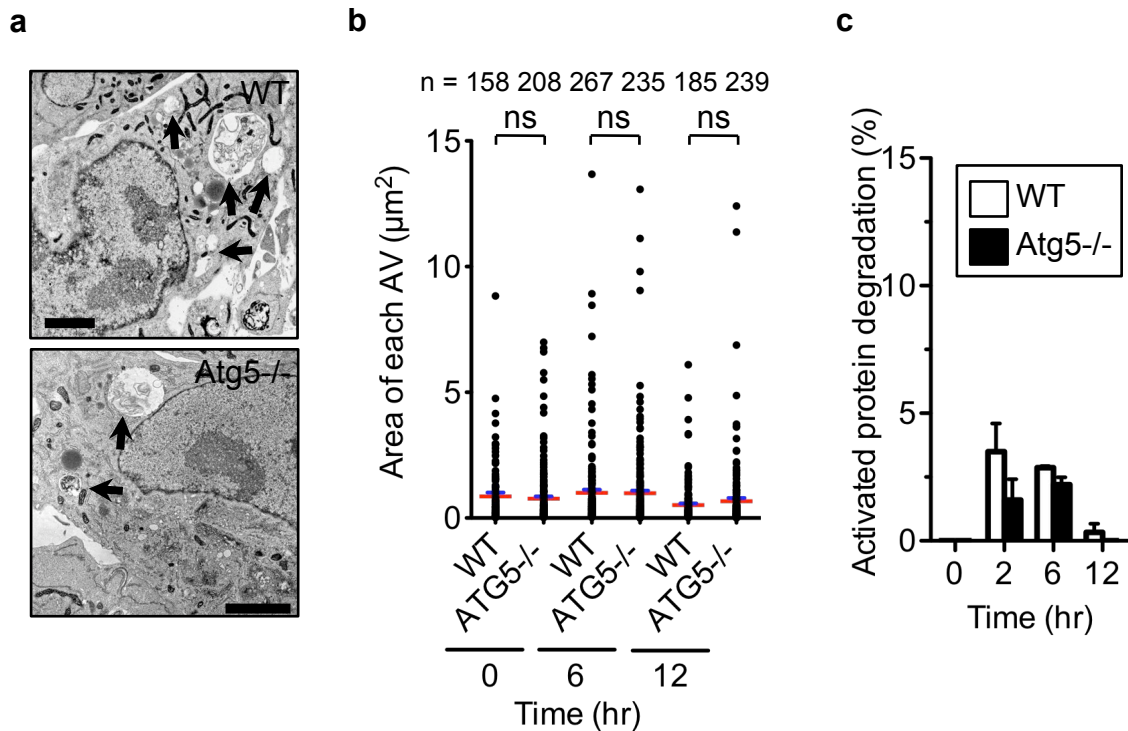 a
WT
Atg5-/-
b
n = 158 208 267 235 185 239
ns ns ns
15
10
5
0
Area of each AV (µm²)
WT ATG5-/- WT ATG5-/- WT ATG5-/-
0 6 12
Time (hr)
c
15
10
5
0
Activated protein degradation (%)
WT
Atg5-/-
0 2 6 12
Time (hr)